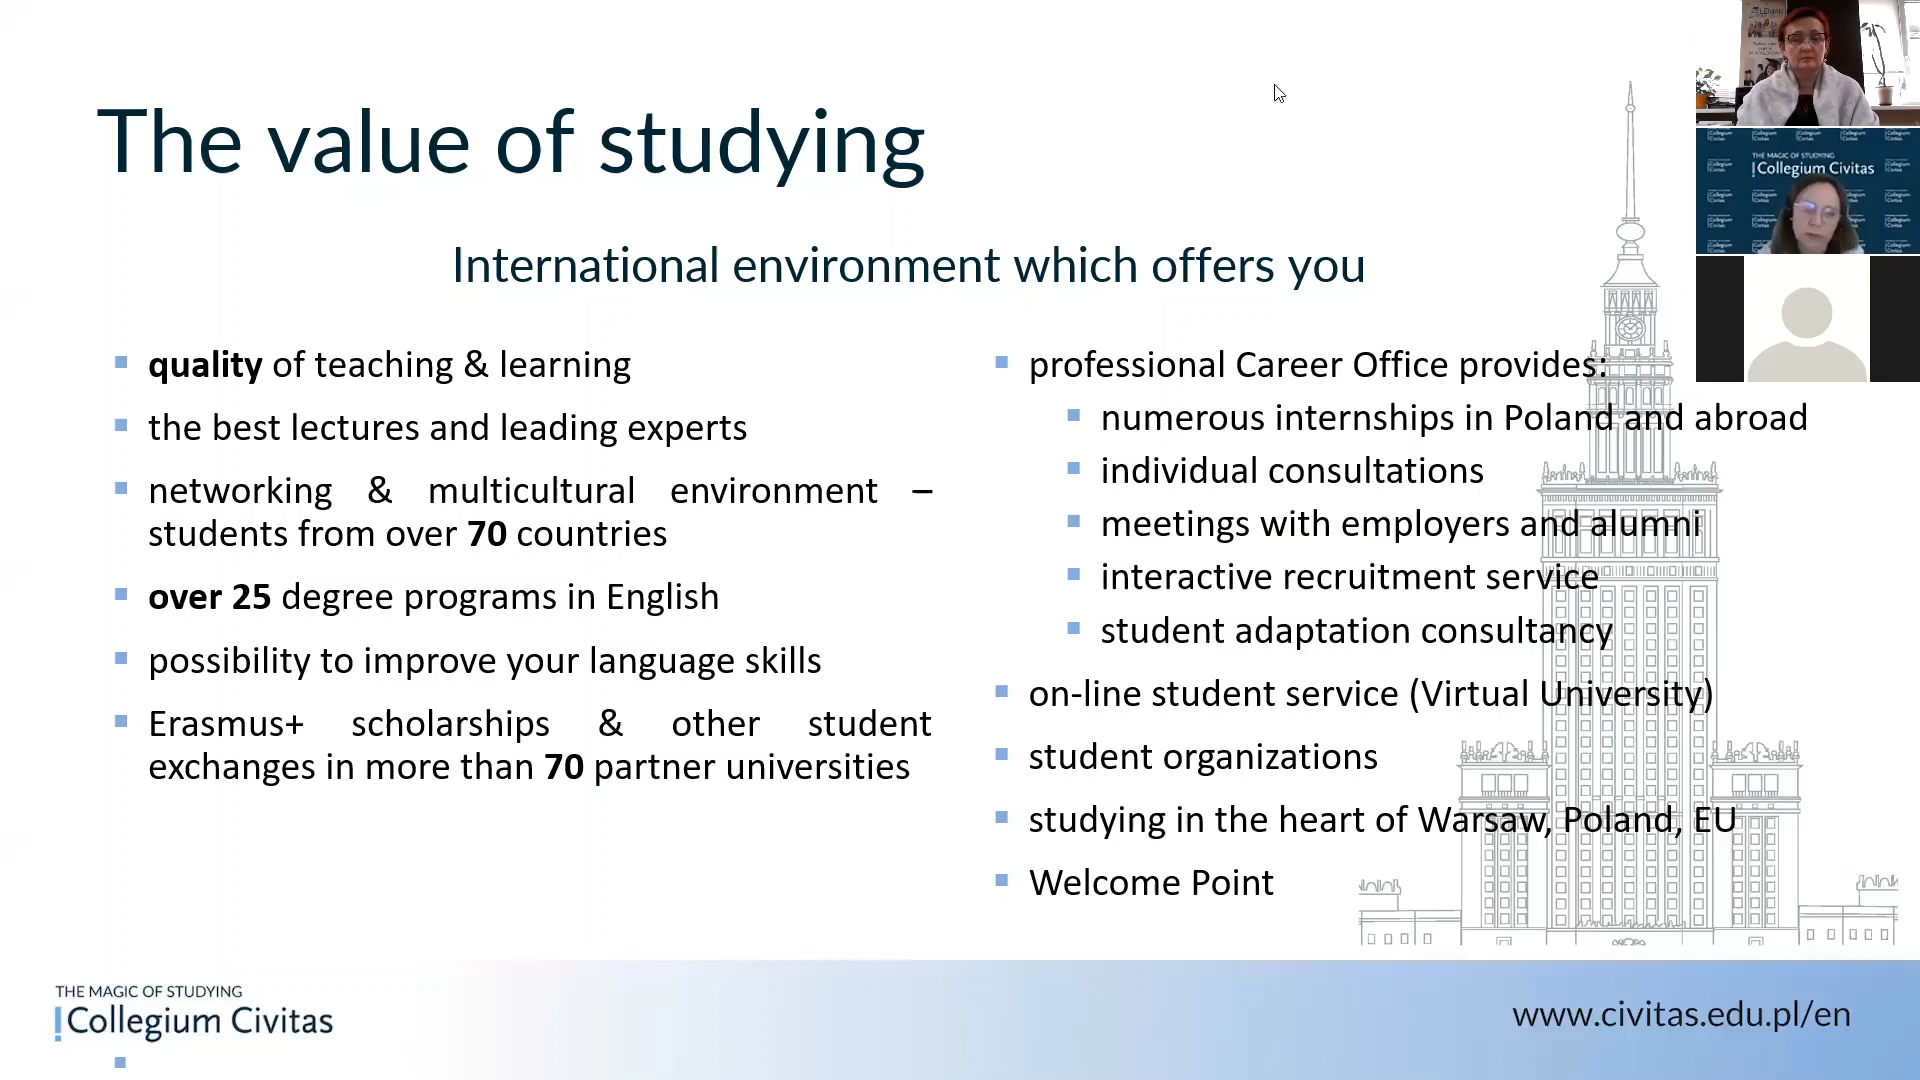 The value of studying
International environment which offers you
quality of teaching & learning
the best lectures and leading experts
networking & multicultural environment –
students from over 70 countries
over 25 degree programs in English
possibility to improve your language skills
Erasmus+ scholarships & other student
exchanges in more than 70 partner universities
professional Career Office provides:
numerous internships in Poland and abroad
individual consultations
meetings with employers and alumni
interactive recruitment service
student adaptation consultancy
on-line student service (Virtual University)
student organizations
studying in the heart of Warsaw, Poland, EU
Welcome Point
THE MAGIC OF STUDYING
Collegium Civitas
www.civitas.edu.pl/en
THE MAGIC OF STUDYING
Collegium Civitas